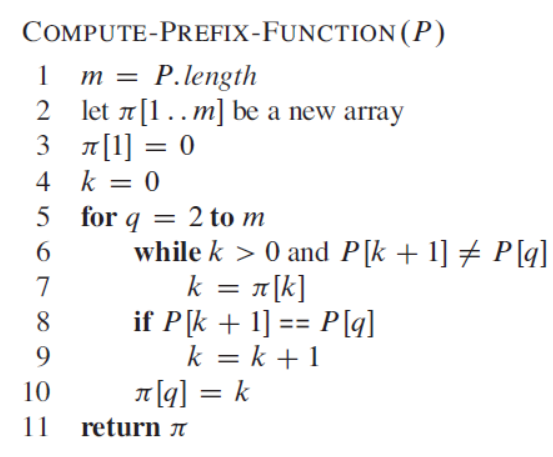 COMPUTE-PREFIX-FUNCTION(P)
1 m = P.length
2 let π[1..m] be a new array
3 π[1] = 0
4 k = 0
5 for q = 2 to m
6 while k > 0 and P[k + 1] ≠ P[q]
7 k = π[k]
8 if P[k + 1] == P[q]
9 k = k + 1
10 π[q] = k
11 return π